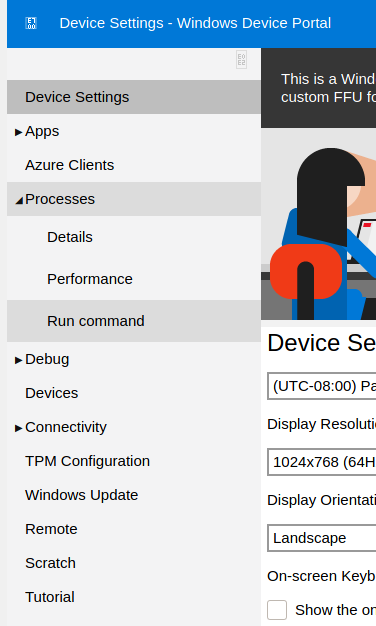 Device Settings - Windows Device Portal
This is a Wind
custom FFU fo
Device Settings
Apps
Azure Clients
Processes
Details
Performance
Run command
Debug
Devices
Connectivity
TPM Configuration
Windows Update
Remote
Scratch
Tutorial
Device Se
(UTC-08:00) Pa
Display Resoluti
1024x768 (64H
Display Orientati
Landscape
On-screen Keyb
Show the on